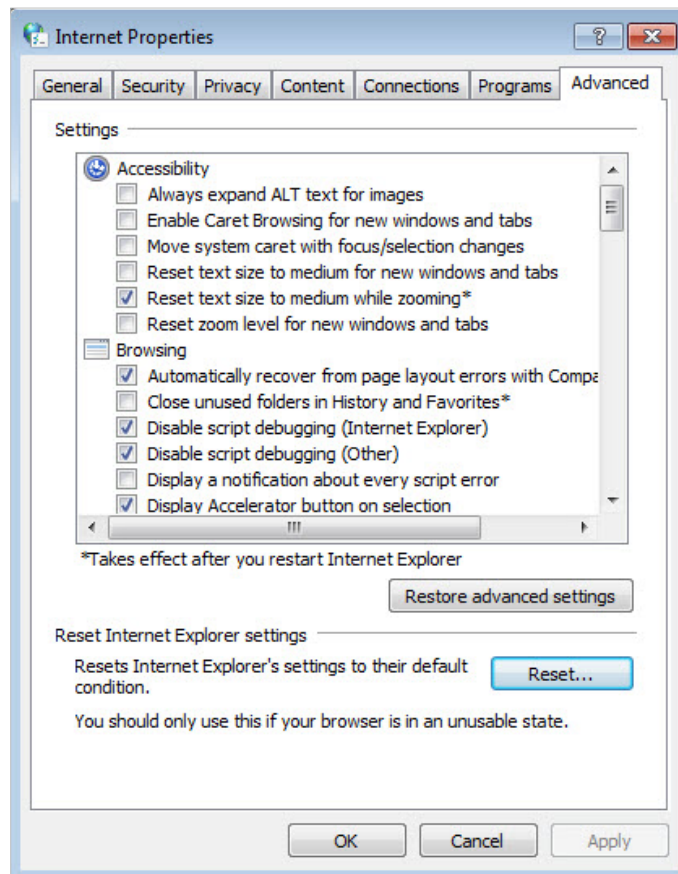 Internet Properties
General Security Privacy Content Connections Programs Advanced
Settings
Accessibility
Always expand ALT text for images
Enable Caret Browsing for new windows and tabs
Move system caret with focus/selection changes
Reset text size to medium for new windows and tabs
Reset text size to medium while zooming*
Reset zoom level for new windows and tabs
Browsing
Automatically recover from page layout errors with Compa
Close unused folders in History and Favorites*
Disable script debugging (Internet Explorer)
Disable script debugging (Other)
Display a notification about every script error
Display Accelerator button on selection
*Takes effect after you restart Internet Explorer
Restore advanced settings
Reset Internet Explorer settings
Resets Internet Explorer's settings to their default
condition.
Reset...
You should only use this if your browser is in an unusable state.
OK Cancel Apply